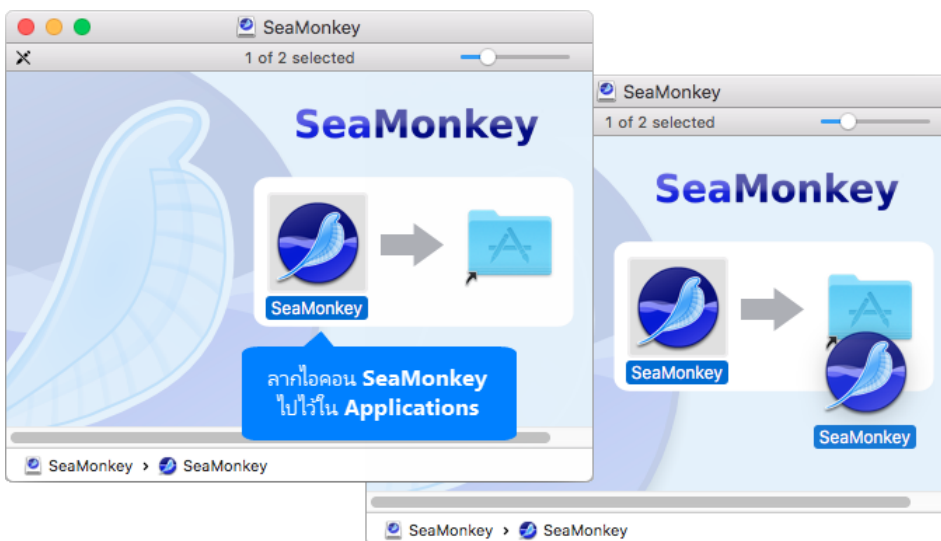 SeaMonkey
1 of 2 selected
SeaMonkey
SeaMonkey
ลากไอคอน SeaMonkey
ไปไว้ใน Applications
SeaMonkey › SeaMonkey
SeaMonkey
1 of 2 selected
SeaMonkey
SeaMonkey
SeaMonkey
SeaMonkey › SeaMonkey